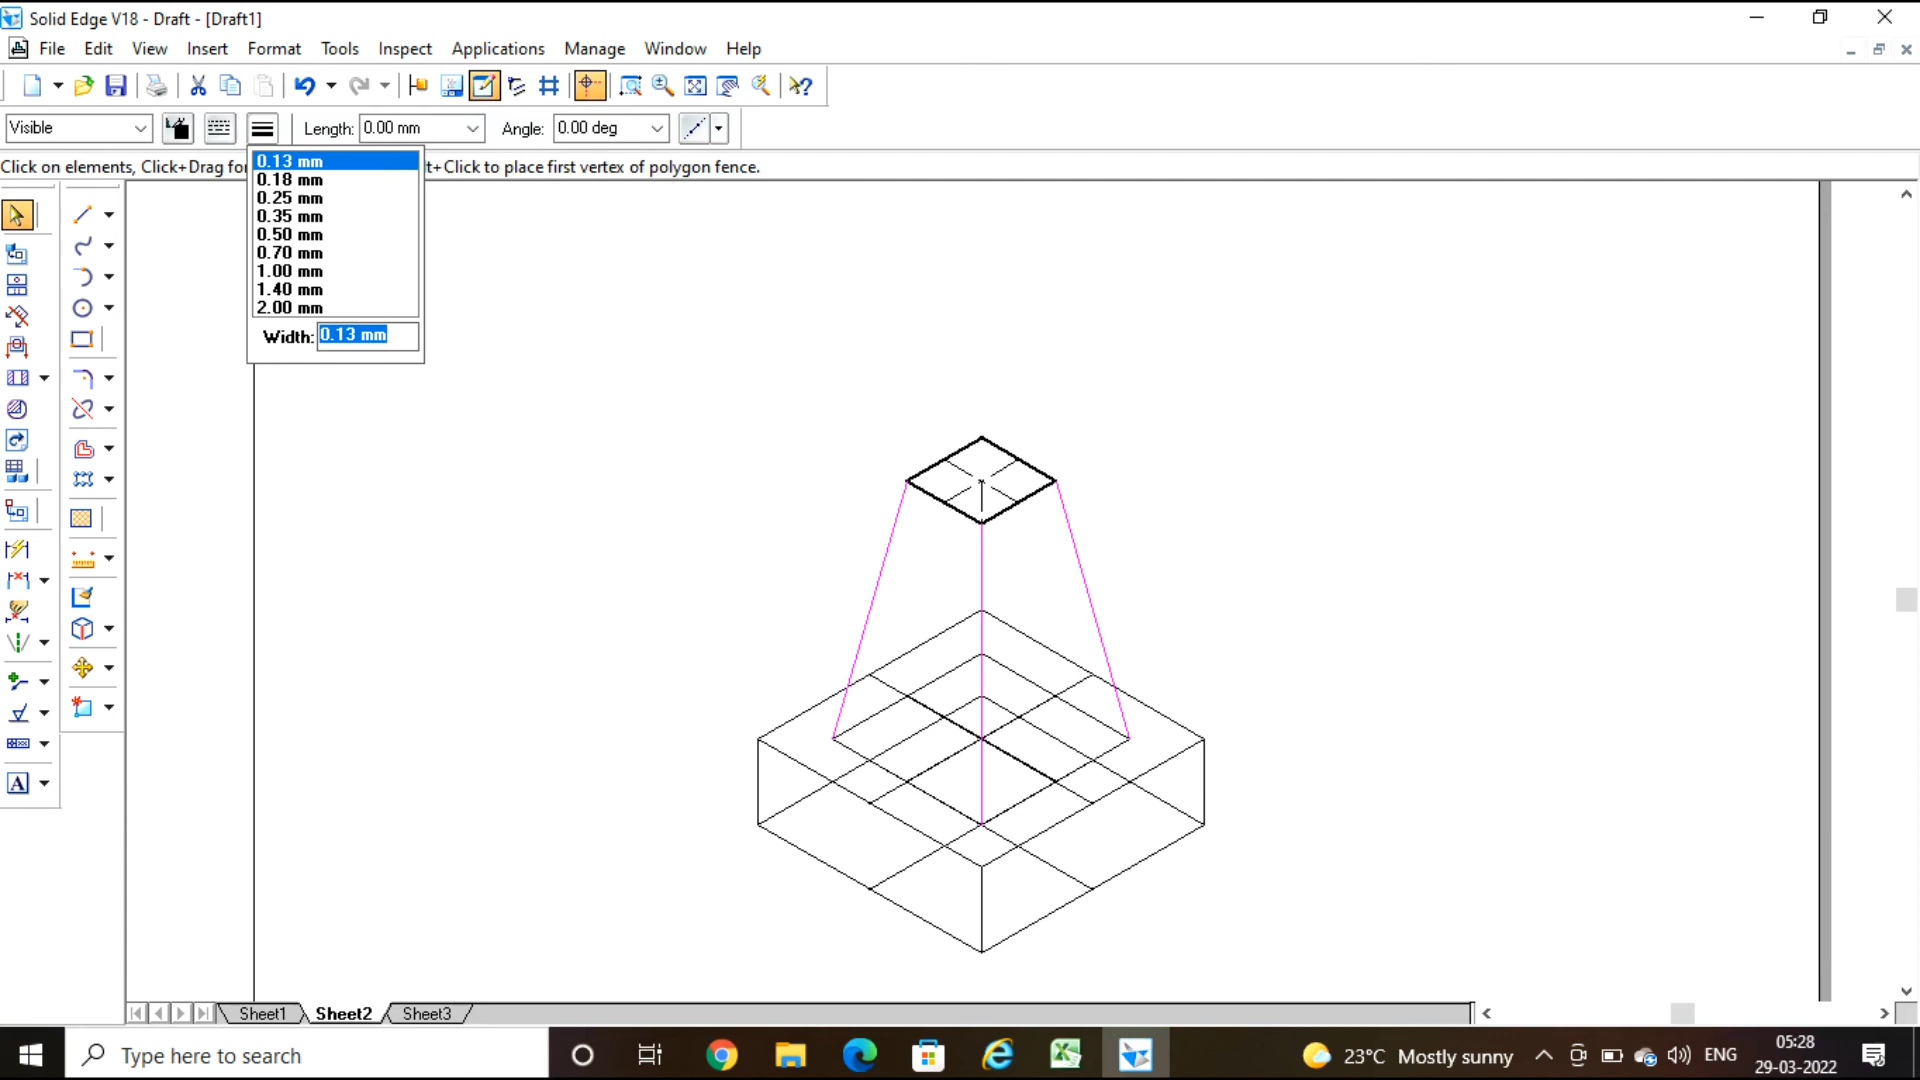 Solid Edge V18 - Draft - [Draft1]
File Edit View Insert Format Tools Inspect Applications Manage Window Help
Visible Length: 0.00 mm Angle: 0.00 deg
Click on elements, Click+Drag for t+Click to place first vertex of polygon fence.
0.13 mm
0.18 mm
0.25 mm
0.35 mm
0.50 mm
0.70 mm
1.00 mm
1.40 mm
2.00 mm
Width: 0.13 mm
A
Sheet1 Sheet2 Sheet3
Type here to search
23°C Mostly sunny
ENG
05:28
29-03-2022